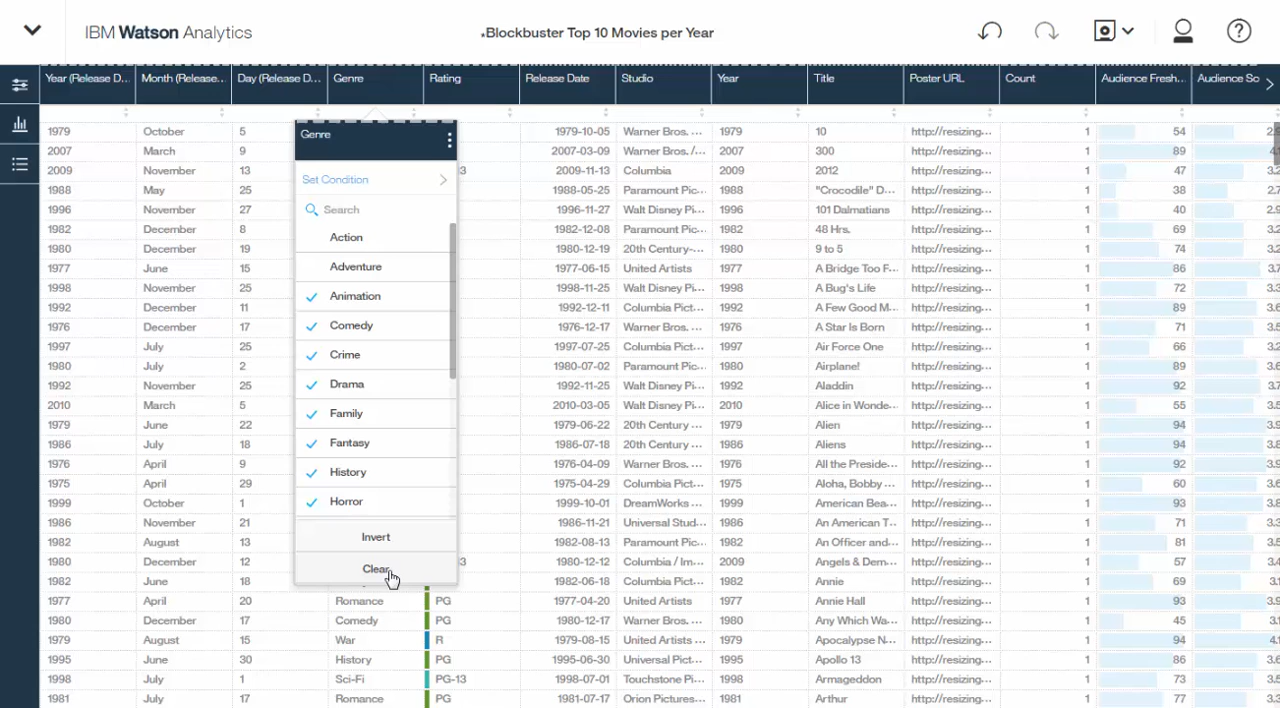 IBM Watson Analytics
Blockbuster Top 10 Movies per Year
Year (Release D... Month (Release... Day (Release D... Genre Rating Release Date Studio Year Title Poster URL Count Audience Fresh... Audience Sc
1979 October 5 1979-10-05 Warner Bros. ... 1979 10 http://resizing... 1 54
2007 March 9 2007-03-09 Warner Bros. /... 2007 300 http://resizing... 1 89
2009 November 13 3 2009-11-13 Columbia 2009 2012 http://resizing... 1 47
1988 May 25 1988-05-25 Paramount Pic... 1988 "Crocodile" D... http://resizing... 1 38
1996 November 27 1996-11-27 Walt Disney Pi... 1996 101 Dalmatians http://resizing... 1 40
1982 December 8 1982-12-08 Paramount Pic... 1982 48 Hrs. http://resizing... 1 69
1980 December 19 1980-12-19 20th Century-... 1980 9 to 5 http://resizing... 1 74
1977 June 15 1977-06-15 United Artists 1977 A Bridge Too F... http://resizing... 1 86
1998 November 25 1998-11-25 Walt Disney Pi... 1998 A Bug's Life http://resizing... 1 72
1992 December 11 1992-12-11 Columbia Pict... 1992 A Few Good M... http://resizing... 1 89
1976 December 17 1976-12-17 Warner Bros. ... 1976 A Star Is Born http://resizing... 1 71
1997 July 25 1997-07-25 Columbia Pict... 1997 Air Force One http://resizing... 1 66
1980 July 2 1980-07-02 Paramount Pic... 1980 Airplane! http://resizing... 1 89
1992 November 25 1992-11-25 Walt Disney Pi... 1992 Aladdin http://resizing... 1 92
2010 March 5 2010-03-05 Walt Disney Pi... 2010 Alice in Wonde... http://resizing... 1 55
1979 June 22 1979-06-22 20th Century ... 1979 Alien http://resizing... 1 94
1986 July 18 1986-07-18 20th Century ... 1986 Aliens http://resizing... 1 94
1976 April 9 1976-04-09 Warner Bros. ... 1976 All the Preside... http://resizing... 1 92
1975 April 29 1975-04-29 Columbia Pict... 1975 Aloha, Bobby ... http://resizing... 1 60
1999 October 1 1999-10-01 DreamWorks ... 1999 American Bea... http://resizing... 1 93
1986 November 21 1986-11-21 Universal Stud... 1986 An American T... http://resizing... 1 71
1982 August 13 1982-08-13 Paramount Pic... 1982 An Officer and... http://resizing... 1 81
1980 December 12 3 1980-12-12 Columbia / Im... 2009 Angels & Dem... http://resizing... 1 57
1982 June 18 1982-06-18 Columbia Pict... 1982 Annie http://resizing... 1 69
1977 April 20 Romance PG 1977-04-20 United Artists 1977 Annie Hall http://resizing... 1 93
1980 December 17 Comedy PG 1980-12-17 Warner Bros. ... 1980 Any Which Wa... http://resizing... 1 45
1979 August 15 War R 1979-08-15 United Artists ... 1979 Apocalypse N... http://resizing... 1 94
1995 June 30 History PG 1995-06-30 Universal Pict... 1995 Apollo 13 http://resizing... 1 86
1998 July 1 Sci-Fi PG-13 1998-07-01 Touchstone Pi... 1998 Armageddon http://resizing... 1 73
1981 July 17 Romance PG 1981-07-17 Orion Pictures... 1981 Arthur http://resizing... 1 77
Genre
Set Condition
Search
Action
Adventure
Animation
Comedy
Crime
Drama
Family
Fantasy
History
Horror
Invert
Clear